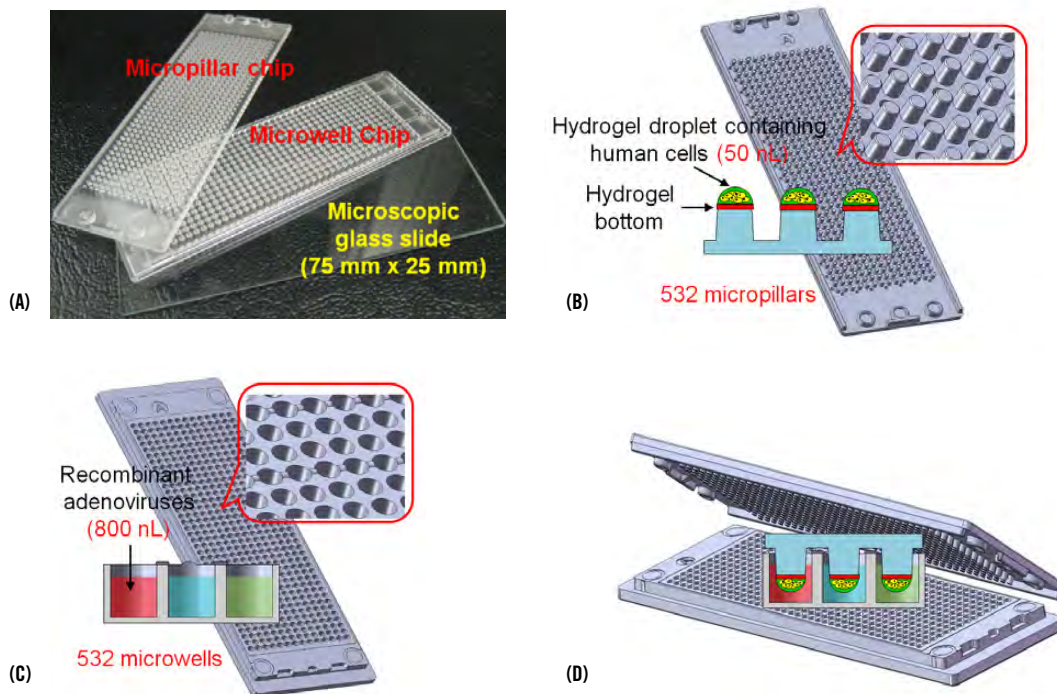 Micropillar chip
Microwell Chip
Microscopic
glass slide
(75 mm x 25 mm)
(A)
Hydrogel droplet containing
human cells (50 nL)
Hydrogel
bottom
532 micropillars
(B)
Recombinant
adenoviruses
(800 nL)
532 microwells
(C)
(D)